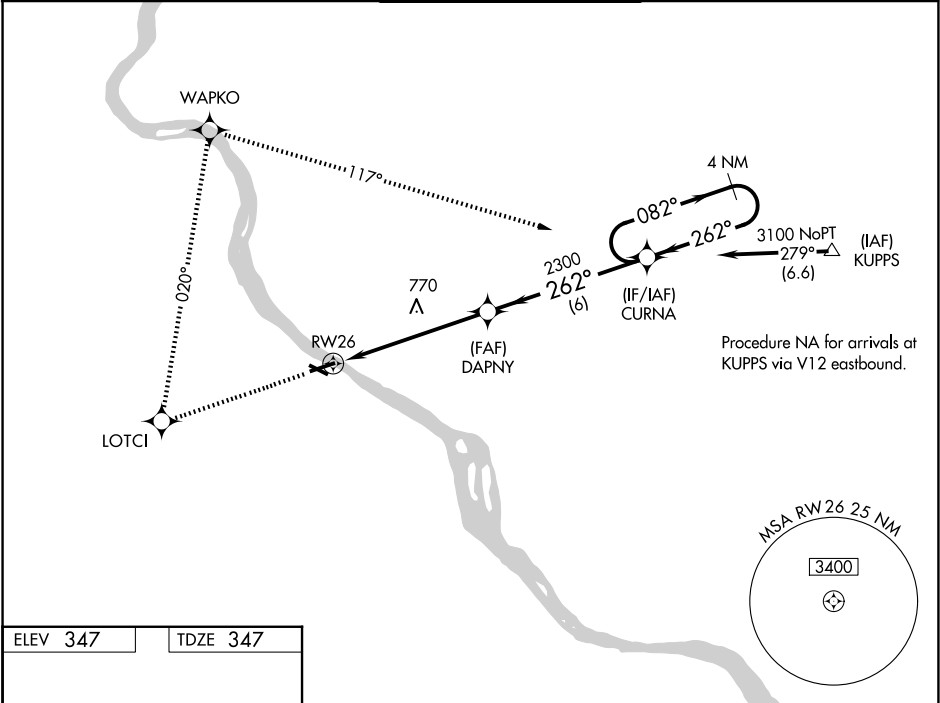 WAPKO
117°
4 NM
082°
262°
3100 NoPT
279°
(6.6)
(IAF)
KUPPS
020°
2300
262°
(6)
(IF/IAF)
CURNA
770
RW26
(FAF)
DAPNY
Procedure NA for arrivals at
KUPPS via V12 eastbound.
LOTCI
MSA RW26 25 NM
3400
ELEV 347
TDZE 347